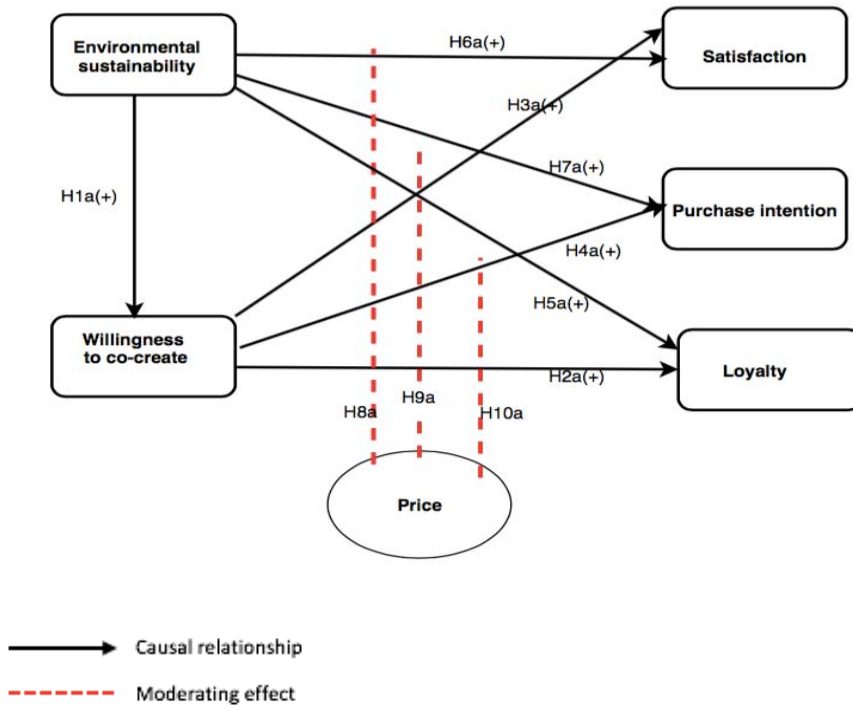 Environmental
sustainability
H6a(+)
Satisfaction
H3a(+)
H7a(+)
H1a(+)
Purchase intention
H4a(+)
H5a(+)
Willingness
to co-create
Loyalty
H2a(+)
H9a
H8a
H10a
Price
Causal relationship
Moderating effect